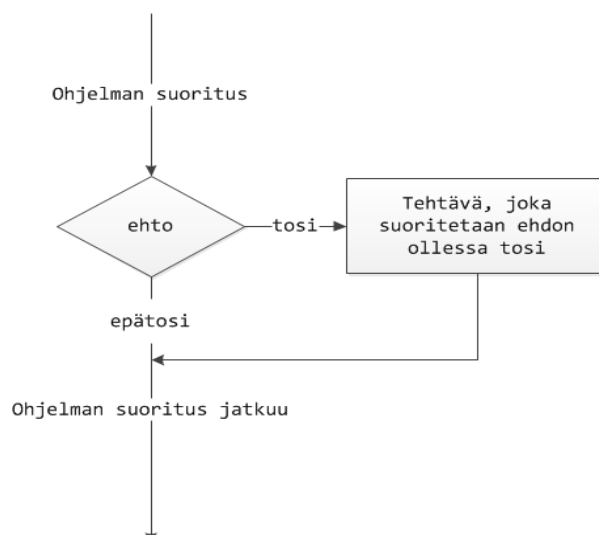 Ohjelman suoritus
ehto
tosi
Tehtävä, joka
suoritetaan ehdon
ollessa tosi
epätosi
Ohjelman suoritus jatkuu